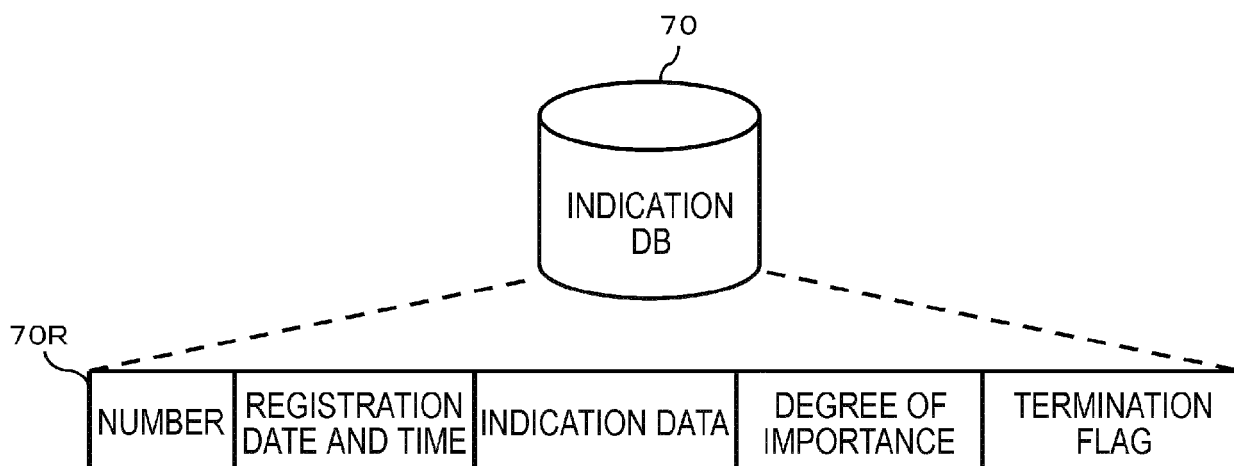 70
INDICATION
DB
70R
NUMBER
REGISTRATION
DATE AND TIME
INDICATION DATA
DEGREE OF
IMPORTANCE
TERMINATION
FLAG